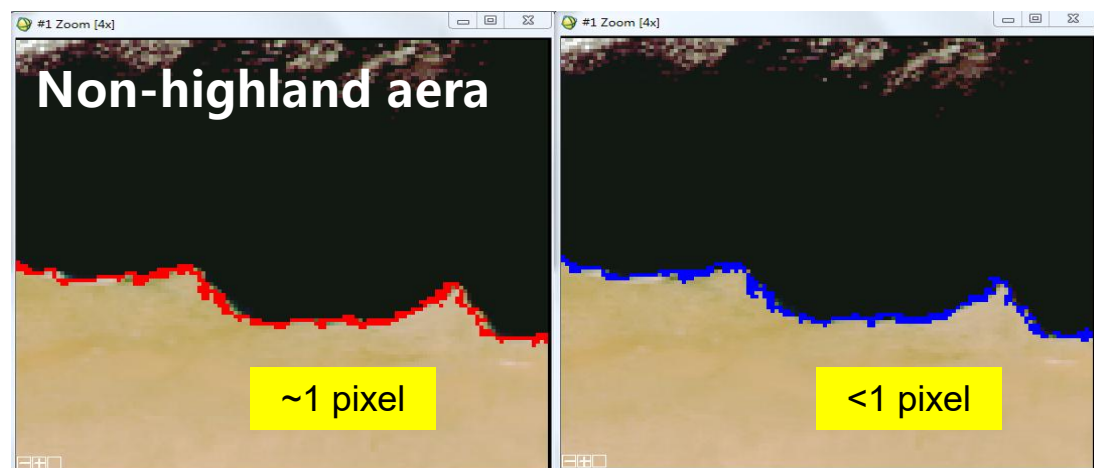 #1 Zoom [4x]
#1 Zoom [4x]
Non-highland aera
~1 pixel
<1 pixel